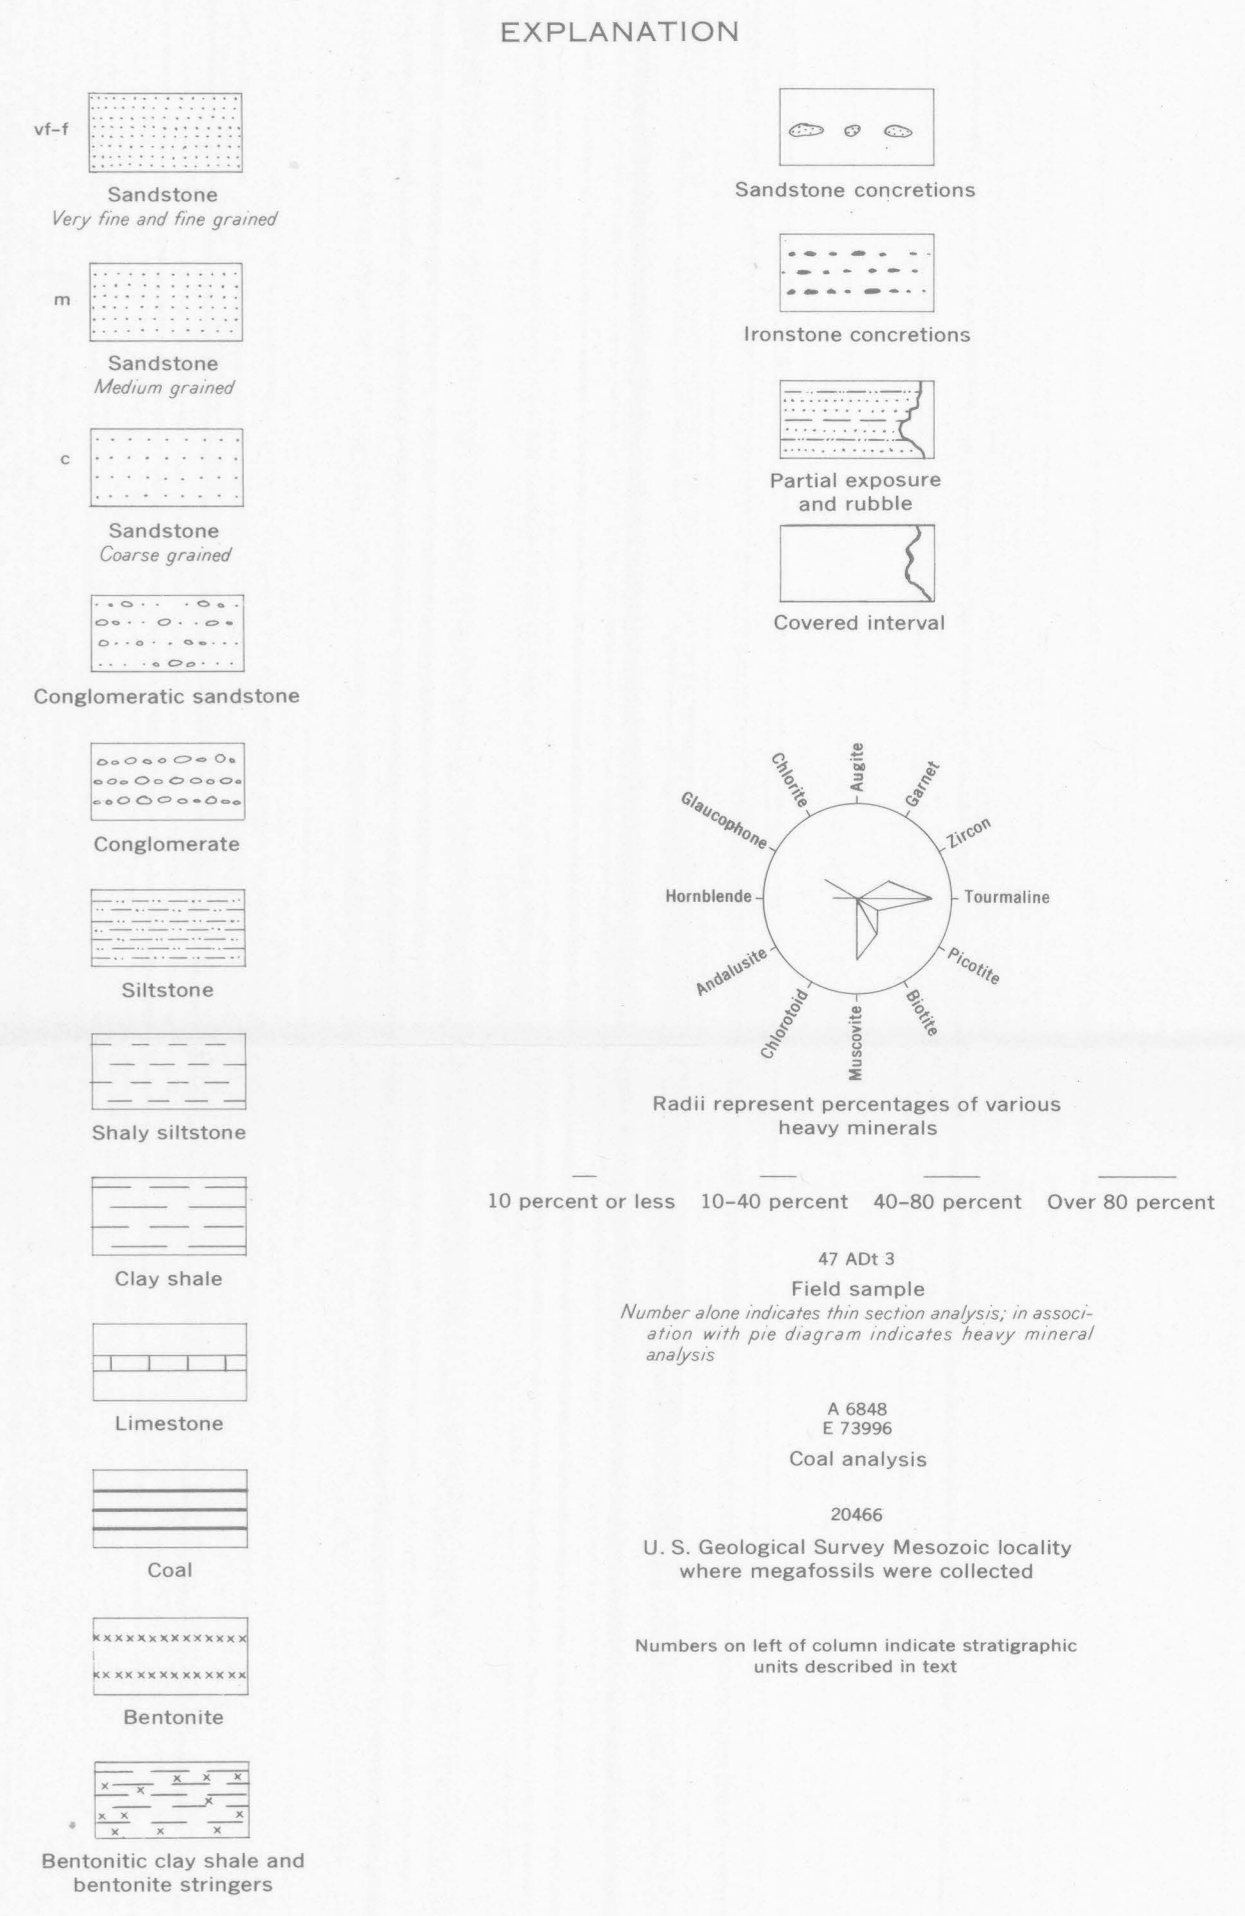 EXPLANATION
vf-f
Sandstone
Very fine and fine grained
m
Sandstone
Medium grained
c
Sandstone
Coarse grained
Conglomeratic sandstone
Conglomerate
Siltstone
Shaly siltstone
Clay shale
Limestone
Coal
Bentonite
Bentonitic clay shale and
bentonite stringers
Sandstone concretions
Ironstone concretions
Partial exposure
and rubble
Covered interval
Augite
Garnet
Zircon
Tourmaline
Picotite
Biotite
Muscovite
Chlorotoid
Andalusite
Hornblende
Glaucophone
Chlorite
Radii represent percentages of various
heavy minerals
10 percent or less 10–40 percent 40–80 percent Over 80 percent
47 ADt 3
Field sample
Number alone indicates thin section analysis; in associ-
ation with pie diagram indicates heavy mineral
analysis
A 6848
E 73996
Coal analysis
20466
U. S. Geological Survey Mesozoic locality
where megafossils were collected
Numbers on left of column indicate stratigraphic
units described in text